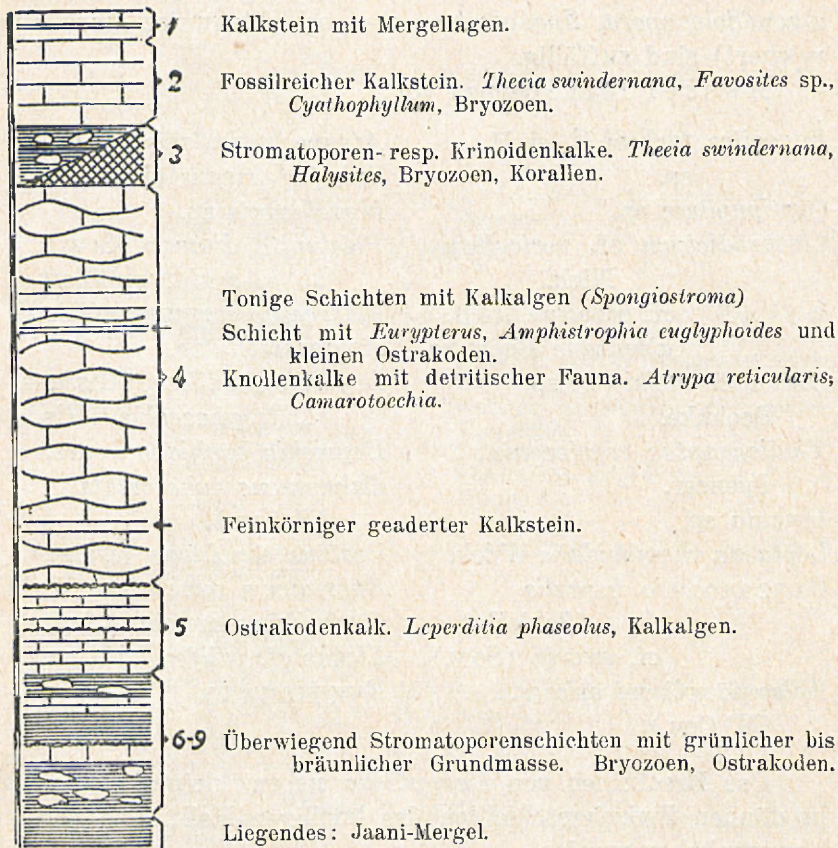 1 Kalkstein mit Mergellagen.
2 Fossilreicher Kalkstein. Thecia swindernana, Favosites sp.,
Cyathophyllum, Bryozoen.
3 Stromatoporen- resp. Krinoidenkalke. Theeia swindernana,
Halysites, Bryozoen, Korallen.
Tonige Schichten mit Kalkalgen (Spongiostroma)
Schicht mit Eurypterus, Amphistrophia euglyphoides und
kleinen Ostrakoden.
4 Knollenkalke mit detritischer Fauna. Atrypa reticularis;
Camarotoechia.
Feinkörniger geaderter Kalkstein.
5 Ostrakodenkalk. Leperditia phaseolus, Kalkalgen.
6-9 Überwiegend Stromatoporenschichten mit grünlicher bis
bräunlicher Grundmasse. Bryozoen, Ostrakoden.
Liegendes: Jaani-Mergel.